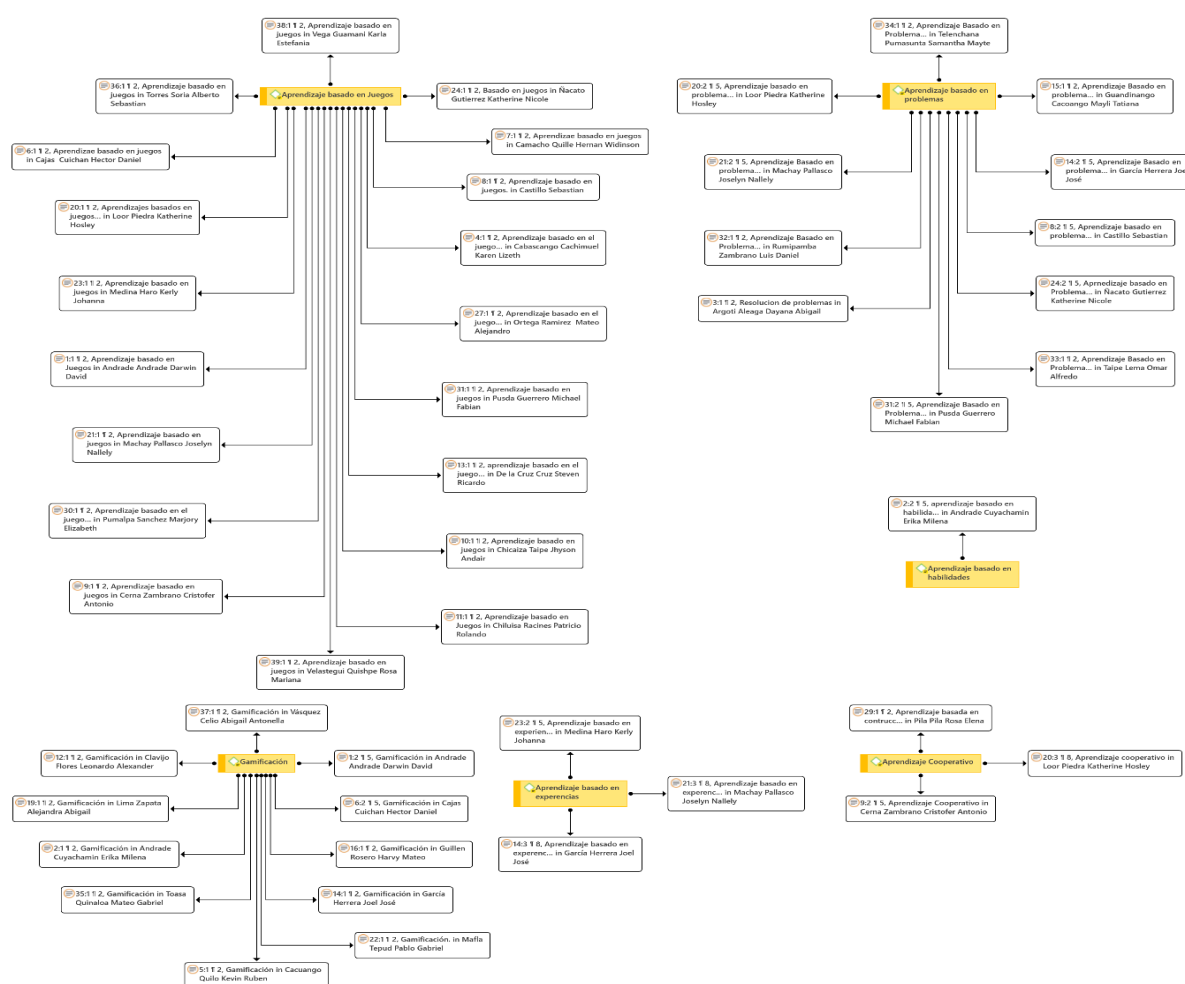 38:1 ¶ 2, Aprendizaje basado en
juegos in Vega Guamani Karla
Estefania
36:1 ¶ 2, Aprendizaje basado en
juegos in Torres Soria Alberto
Sebastian
Aprendizaje basado en Juegos
24:1 ¶ 2, Basado en juegos in Ñacato
Gutierrez Katherine Nicole
7:1 ¶ 2, Aprendizae basado en juegos
in Camacho Quille Hernan Widinson
6:1 ¶ 2, Aprendizae basado en juegos
in Cajas Cuichan Hector Daniel
8:1 ¶ 2, Aprendizaje basado en
juegos. in Castillo Sebastian
20:1 ¶ 2, Aprendizajes basados en
juegos... in Loor Piedra Katherine
Hosley
4:1 ¶ 2, Aprendizaje basado en el
juego... in Cabascango Cachimuel
Karen Lizeth
23:1 ¶ 2, Aprendizaje basado en
juegos in Medina Haro Kerly
Johanna
27:1 ¶ 2, Aprendizaje basado en el
juego... in Ortega Ramirez Mateo
Alejandro
1:1 ¶ 2, Aprendizaje basado en
Juegos in Andrade Andrade Darwin
David
31:1 ¶ 2, Aprendizaje basado en
juegos in Pusda Guerrero Michael
Fabian
21:1 ¶ 2, Aprendizaje basado en
juegos in Machay Pallasco Joselyn
Nallely
13:1 ¶ 2, aprendizaje basado en el
juego... in De la Cruz Cruz Steven
Ricardo
30:1 ¶ 2, Aprendizaje basado en el
juego... in Pumalpa Sanchez Marjory
Elizabeth
10:1 ¶ 2, Aprendizaje basado en
juegos in Chicaiza Taipe Jhyson
Andair
9:1 ¶ 2, Aprendizaje basado en
juegos in Cerna Zambrano Cristofer
Antonio
11:1 ¶ 2, Aprendizaje basado en
Juegos in Chiluisa Racines Patricio
Rolando
39:1 ¶ 2, Aprendizaje basado en
juegos in Velastegui Quishpe Rosa
Mariana
34:1 ¶ 2, Aprendizaje Basado en
Problema... in Telenchana
Pumasunta Samantha Mayte
20:2 ¶ 5, Aprendizaje basado en
problema... in Loor Piedra Katherine
Hosley
Aprendizaje basado en
problemas
15:1 ¶ 2, Aprendizaje Basado en
problema... in Guandinango
Cacoango Mayli Tatiana
21:2 ¶ 5, Aprendizaje Basado en
problema... in Machay Pallasco
Joselyn Nallely
14:2 ¶ 5, Aprendizaje Basado en
problema... in García Herrera Joel
José
32:1 ¶ 2, Aprendizaje Basado en
Problema... in Rumipamba
Zambrano Luis Daniel
8:2 ¶ 5, Aprendizaje basado en
problema... in Castillo Sebastian
3:1 ¶ 2, Resolucion de problemas in
Argoti Aleaga Dayana Abigail
24:2 ¶ 5, Aprnedizaje basado en
Problema... in Ñacato Gutierrez
Katherine Nicole
33:1 ¶ 2, Aprendizaje Basado en
Problema... in Taipe Lema Omar
Alfredo
31:2 ¶ 5, Aprendizaje Basado en
Problema... in Pusda Guerrero
Michael Fabian
2:2 ¶ 5, aprendizaje basado en
habilida... in Andrade Cuyachamin
Erika Milena
Aprendizaje basado en
habilidades
37:1 ¶ 2, Gamificación in Vásquez
Celio Abigail Antonella
12:1 ¶ 2, Gamificación in Clavijo
Flores Leonardo Alexander
Gamificación
1:2 ¶ 5, Gamificación in Andrade
Andrade Darwin David
19:1 ¶ 2, Gamificación in Lima Zapata
Alejandra Abigail
6:2 ¶ 5, Gamificación in Cajas
Cuichan Hector Daniel
2:1 ¶ 2, Gamificación in Andrade
Cuyachamin Erika Milena
16:1 ¶ 2, Gamificación in Guillen
Rosero Harvy Mateo
35:1 ¶ 2, Gamificación in Toasa
Quinaloa Mateo Gabriel
14:1 ¶ 2, Gamificación in García
Herrera Joel José
22:1 ¶ 2, Gamificación. in Mafla
Tepud Pablo Gabriel
5:1 ¶ 2, Gamificación in Cacuango
Quilo Kevin Ruben
23:2 ¶ 5, Aprendizaje basado en
experien... in Medina Haro Kerly
Johanna
Aprendizaje basado en
experencias
21:3 ¶ 8, Aprendizaje basado en
experenc... in Machay Pallasco
Joselyn Nallely
14:3 ¶ 8, Aprendizaje basado en
experenc... in García Herrera Joel
José
29:1 ¶ 2, Aprendizaje basada en
contrucc... in Pila Pila Rosa Elena
Aprendizaje Cooperativo
20:3 ¶ 8, Aprendizaje cooperativo in
Loor Piedra Katherine Hosley
9:2 ¶ 5, Aprendizaje Cooperativo in
Cerna Zambrano Cristofer Antonio